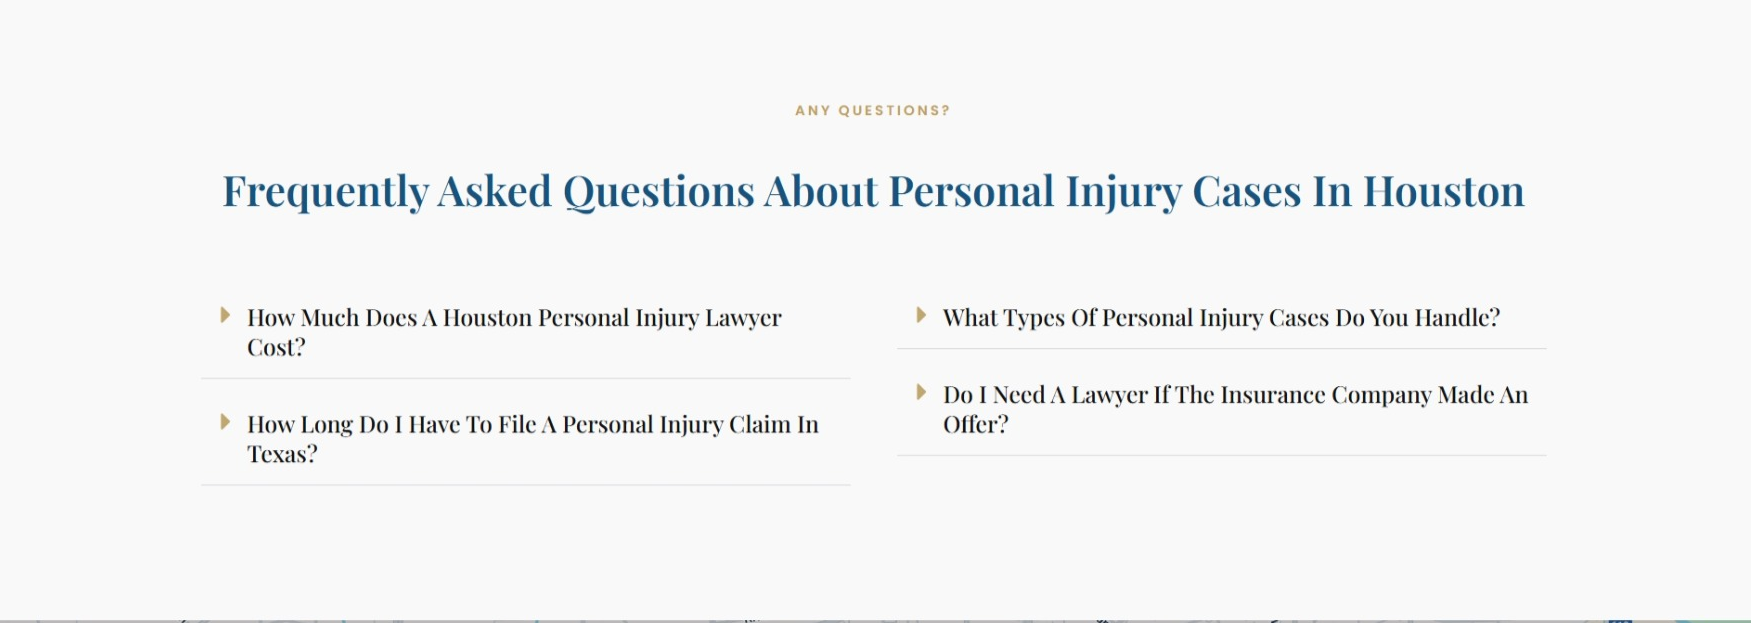 ANY QUESTIONS?
Frequently Asked Questions About Personal Injury Cases In Houston
How Much Does A Houston Personal Injury Lawyer
Cost?
How Long Do I Have To File A Personal Injury Claim In
Texas?
What Types Of Personal Injury Cases Do You Handle?
Do I Need A Lawyer If The Insurance Company Made An
Offer?